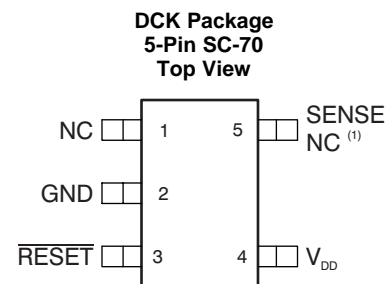 DCK Package
5-Pin SC-70
Top View
NC 1 5 SENSE
NC (1)
GND 2
RESET 3 4 VDD